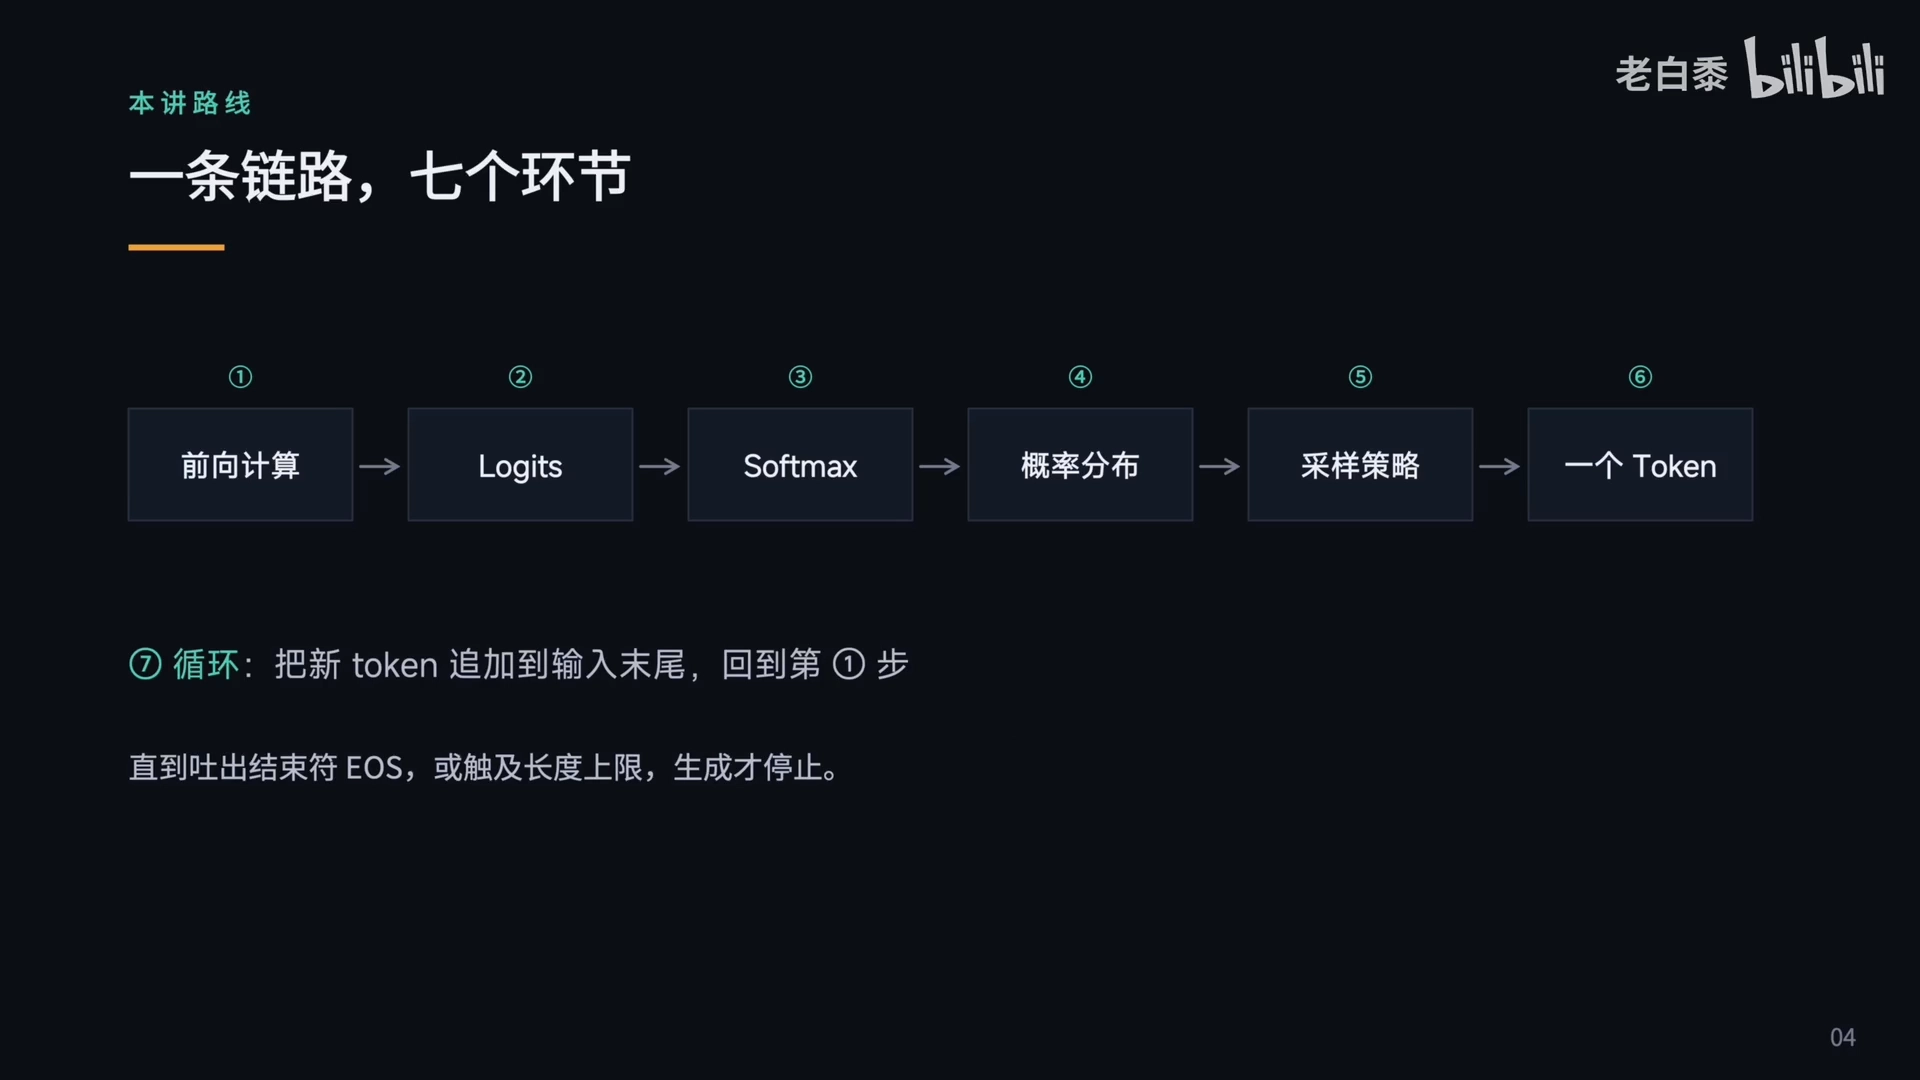 老白黍 bilibili
本讲路线
一条链路，七个环节
① ② ③ ④ ⑤ ⑥
前向计算 → Logits → Softmax → 概率分布 → 采样策略 → 一个 Token
⑦ 循环：把新 token 追加到输入末尾，回到第 ① 步
直到吐出结束符 EOS，或触及长度上限，生成才停止。
04